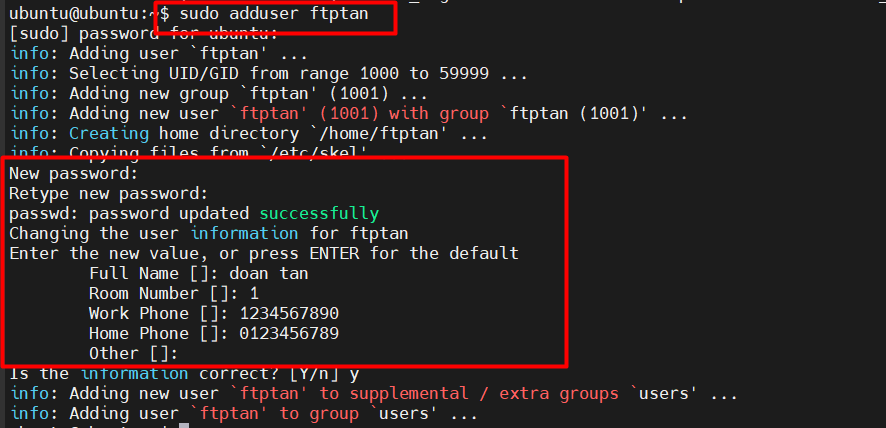 ubuntu@ubuntu:~$ sudo adduser ftptan
[sudo] password for ubuntu:
info: Adding user `ftptan' ...
info: Selecting UID/GID from range 1000 to 59999 ...
info: Adding new group `ftptan' (1001) ...
info: Adding new user `ftptan' (1001) with group `ftptan (1001)' ...
info: Creating home directory `/home/ftptan' ...
info: Copying files from `/etc/skel'
New password:
Retype new password:
passwd: password updated successfully
Changing the user information for ftptan
Enter the new value, or press ENTER for the default
        Full Name []: doan tan
        Room Number []: 1
        Work Phone []: 1234567890
        Home Phone []: 0123456789
        Other []:
Is the information correct? [Y/n] y
info: Adding new user `ftptan' to supplemental / extra groups `users' ...
info: Adding user `ftptan' to group `users' ...